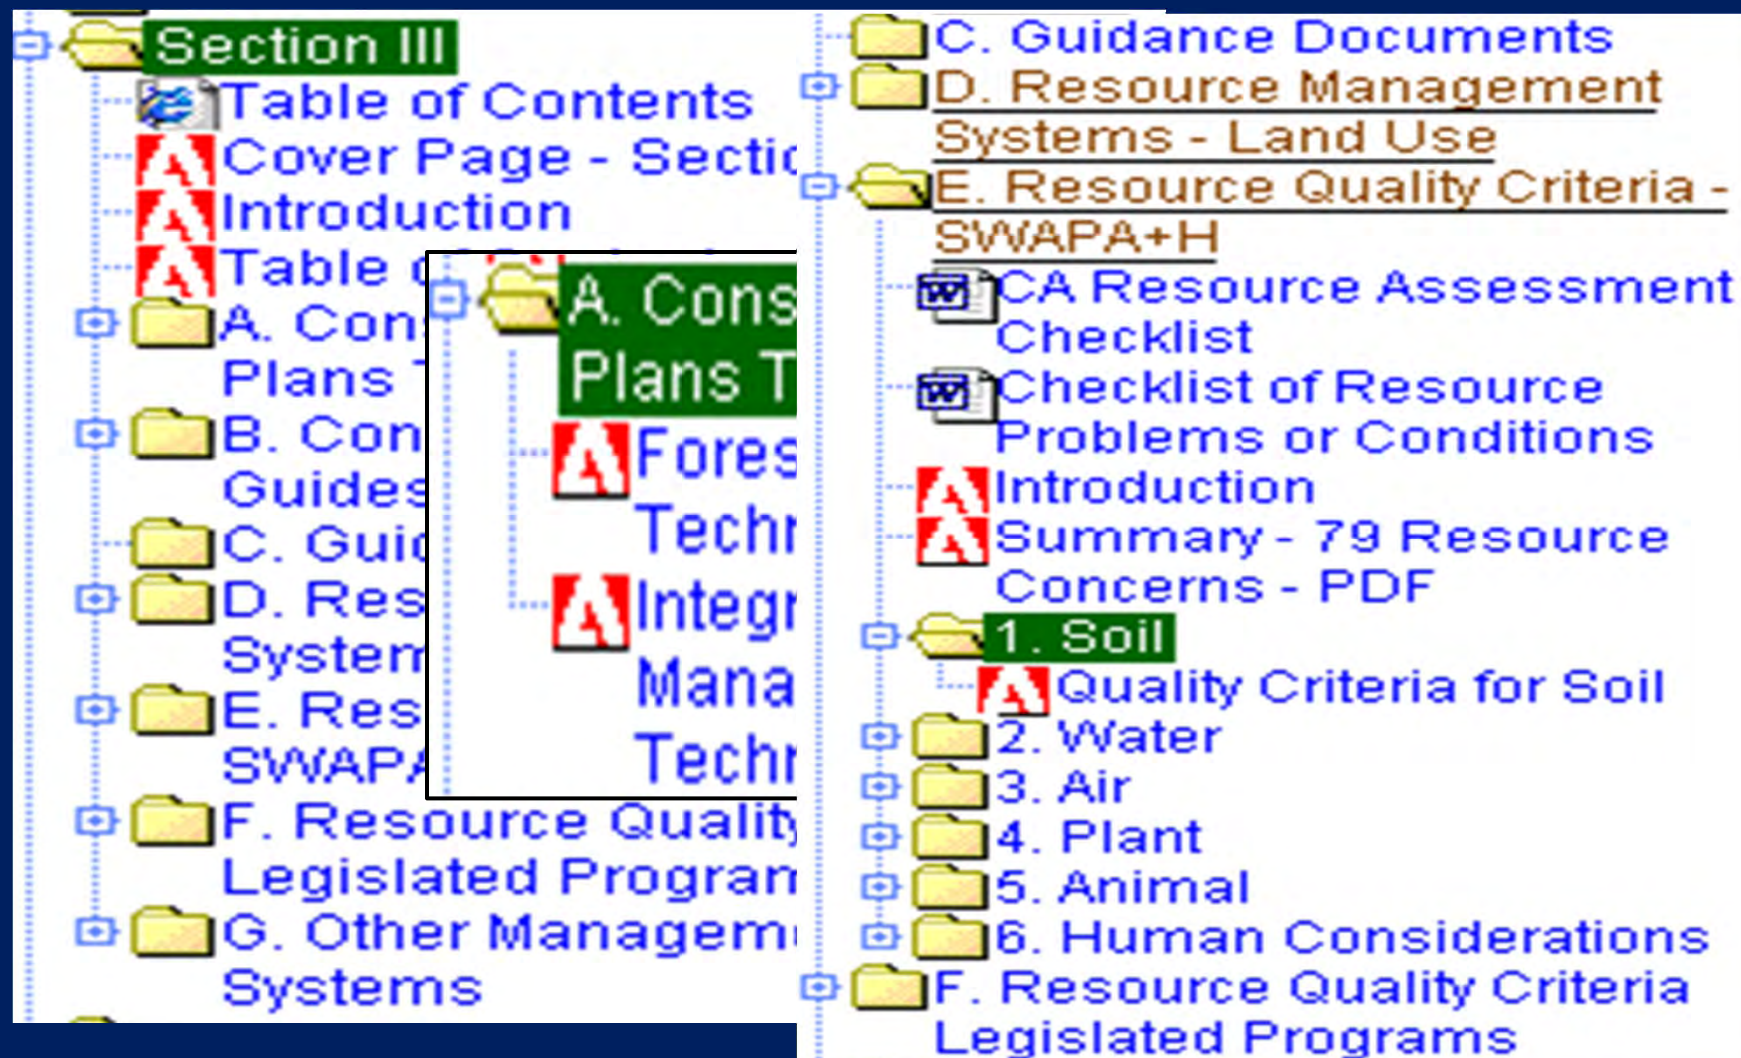 Section III
Table of Contents
Cover Page - Sectio
Introduction
Table
A. Con
Plans
B. Con
Guides
C. Guid
D. Res
System
E. Res
SWAPA
F. Resource Quality
Legislated Program
G. Other Managem
Systems
A. Cons
Plans T
Fores
Techn
Integr
Mana
Techn
C. Guidance Documents
D. Resource Management
Systems - Land Use
E. Resource Quality Criteria -
SWAPA+H
CA Resource Assessment
Checklist
Checklist of Resource
Problems or Conditions
Introduction
Summary - 79 Resource
Concerns - PDF
1. Soil
Quality Criteria for Soil
2. Water
3. Air
4. Plant
5. Animal
6. Human Considerations
F. Resource Quality Criteria
Legislated Programs